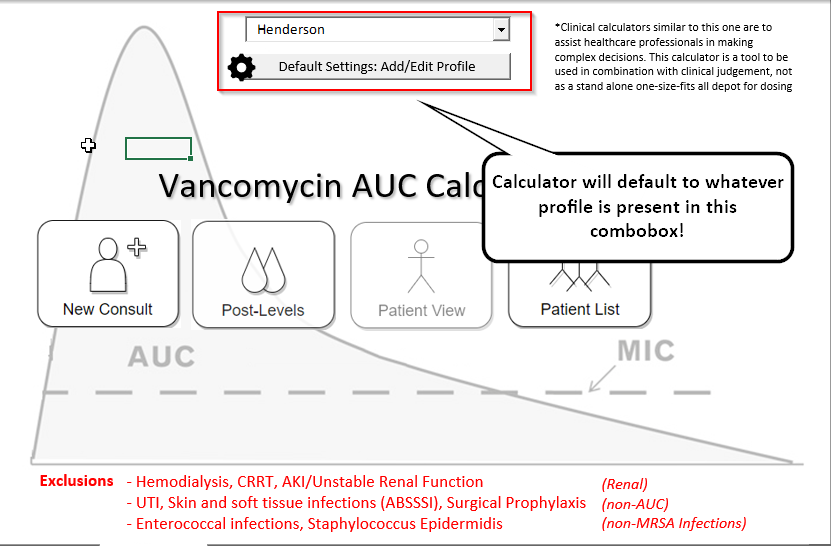 Henderson
Default Settings: Add/Edit Profile
*Clinical calculators similar to this one are to
assist healthcare professionals in making
complex decisions. This calculator is a tool to be
used in combination with clinical judgement, not
as a stand alone one-size-fits all depot for dosing
Vancomycin AUC Calc
Calculator will default to whatever
profile is present in this
combobox!
New Consult
Post-Levels
Patient View
Patient List
AUC
MIC
Exclusions - Hemodialysis, CRRT, AKI/Unstable Renal Function (Renal)
- UTI, Skin and soft tissue infections (ABSSSI), Surgical Prophylaxis (non-AUC)
- Enterococcal infections, Staphylococcus Epidermidis (non-MRSA Infections)